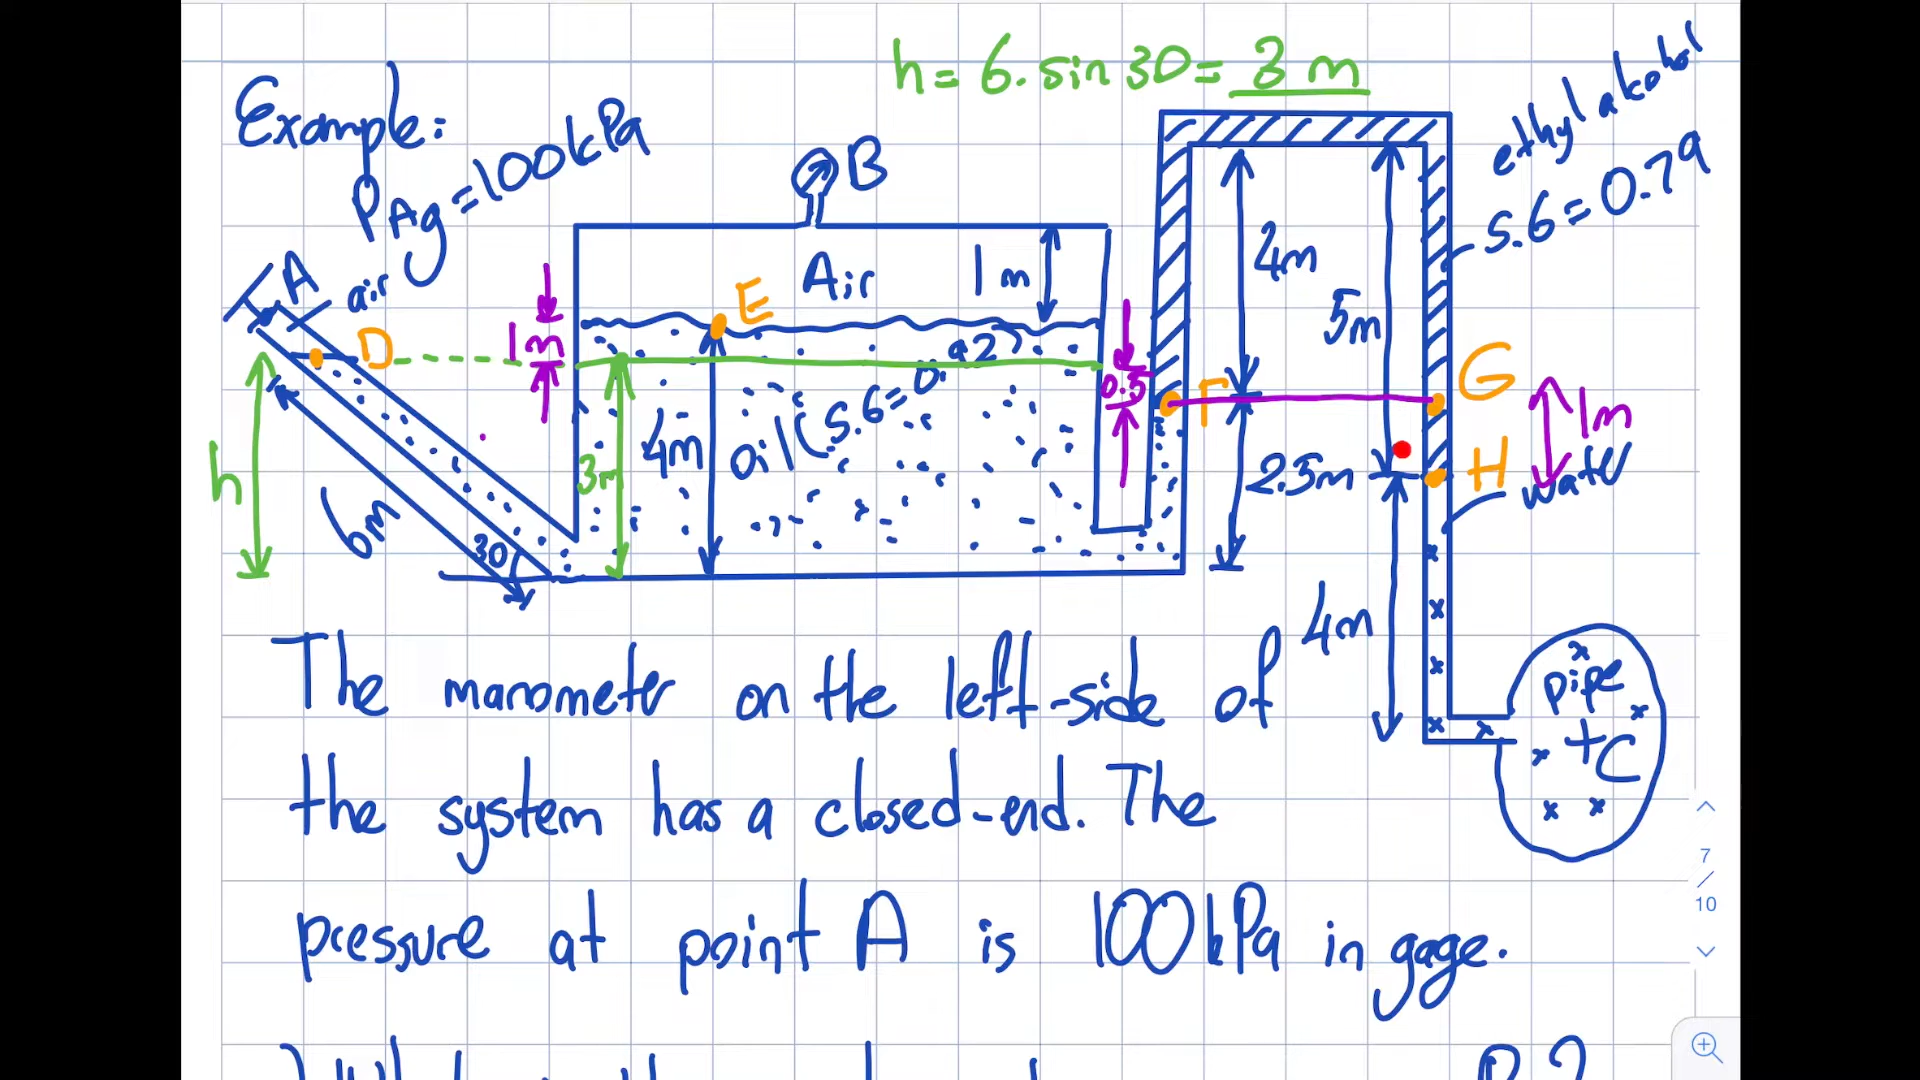 h = 6.sin 30 = 3 m
Example:
PAg = 100kPa
ethyl alkohol
S.G = 0.79
B
A
air
Air
1 m
E
D
1m
4m
5m
0.5
F
G
1m
H
water
h
6m
30
3m
4m
oil (S.G = 0.92)
2.5m
4m
pipe
+C
The manometer on the left-side of
the system has a closed-end. The
pressure at point A is 100kPa in gage.
7
/
10